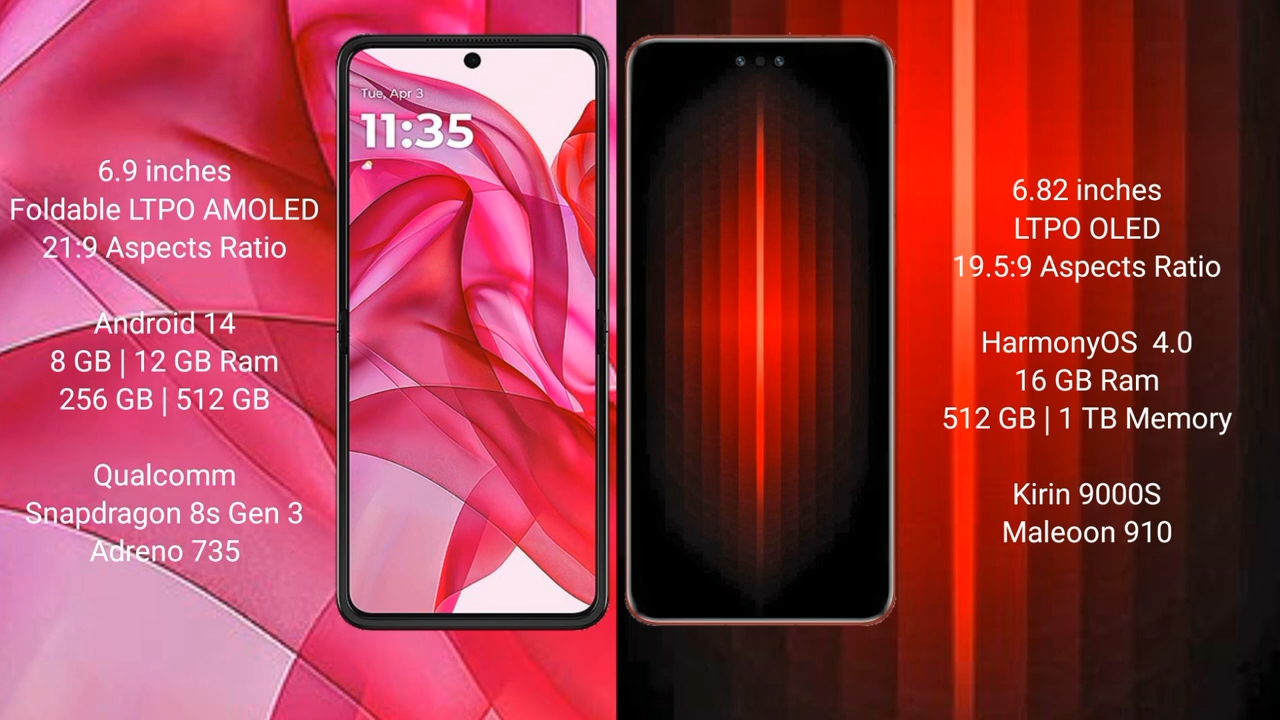 6.9 inches
Foldable LTPO AMOLED
21:9 Aspects Ratio
Android 14
8 GB | 12 GB Ram
256 GB | 512 GB
Qualcomm
Snapdragon 8s Gen 3
Adreno 735
Tue, Apr 3
11:35
6.82 inches
LTPO OLED
19.5:9 Aspects Ratio
HarmonyOS  4.0
16 GB Ram
512 GB | 1 TB Memory
Kirin 9000S
Maleoon 910